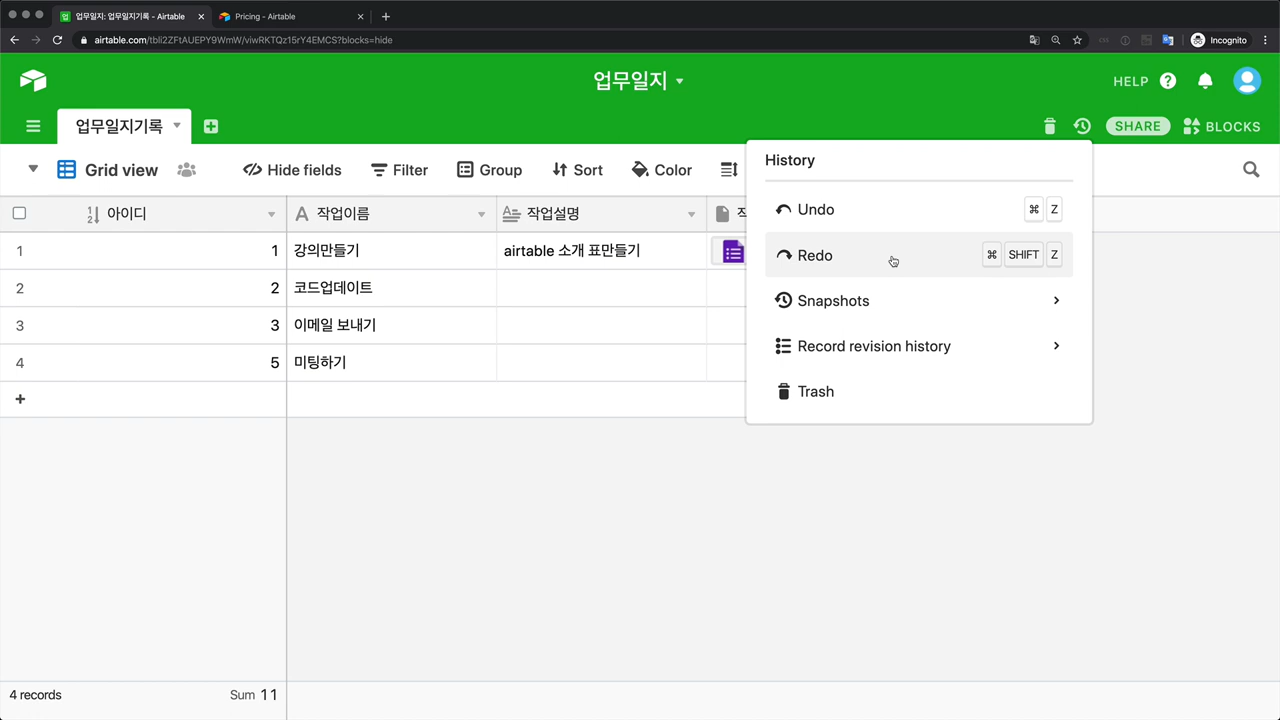 업무일지: 업무일지기록 - Airtable
Pricing - Airtable
airtable.com/tbli2ZFtAUEPY9WmW/viwRKTQz15rY4EMCS?blocks=hide
Incognito
업무일지
HELP
업무일지기록
SHARE
BLOCKS
Grid view
Hide fields
Filter
Group
Sort
Color
아이디
작업이름
작업설명
1 1 강의만들기 airtable 소개 표만들기
2 2 코드업데이트
3 3 이메일 보내기
4 5 미팅하기
+
History
Undo ⌘ Z
Redo ⌘ SHIFT Z
Snapshots
Record revision history
Trash
4 records
Sum 11